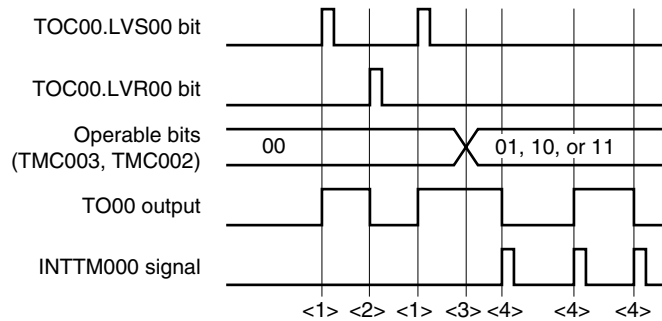 TOC00.LVS00 bit
TOC00.LVR00 bit
Operable bits
(TMC003, TMC002)
00
01, 10, or 11
TO00 output
INTTM000 signal
<1> <2> <1> <3> <4> <4> <4>